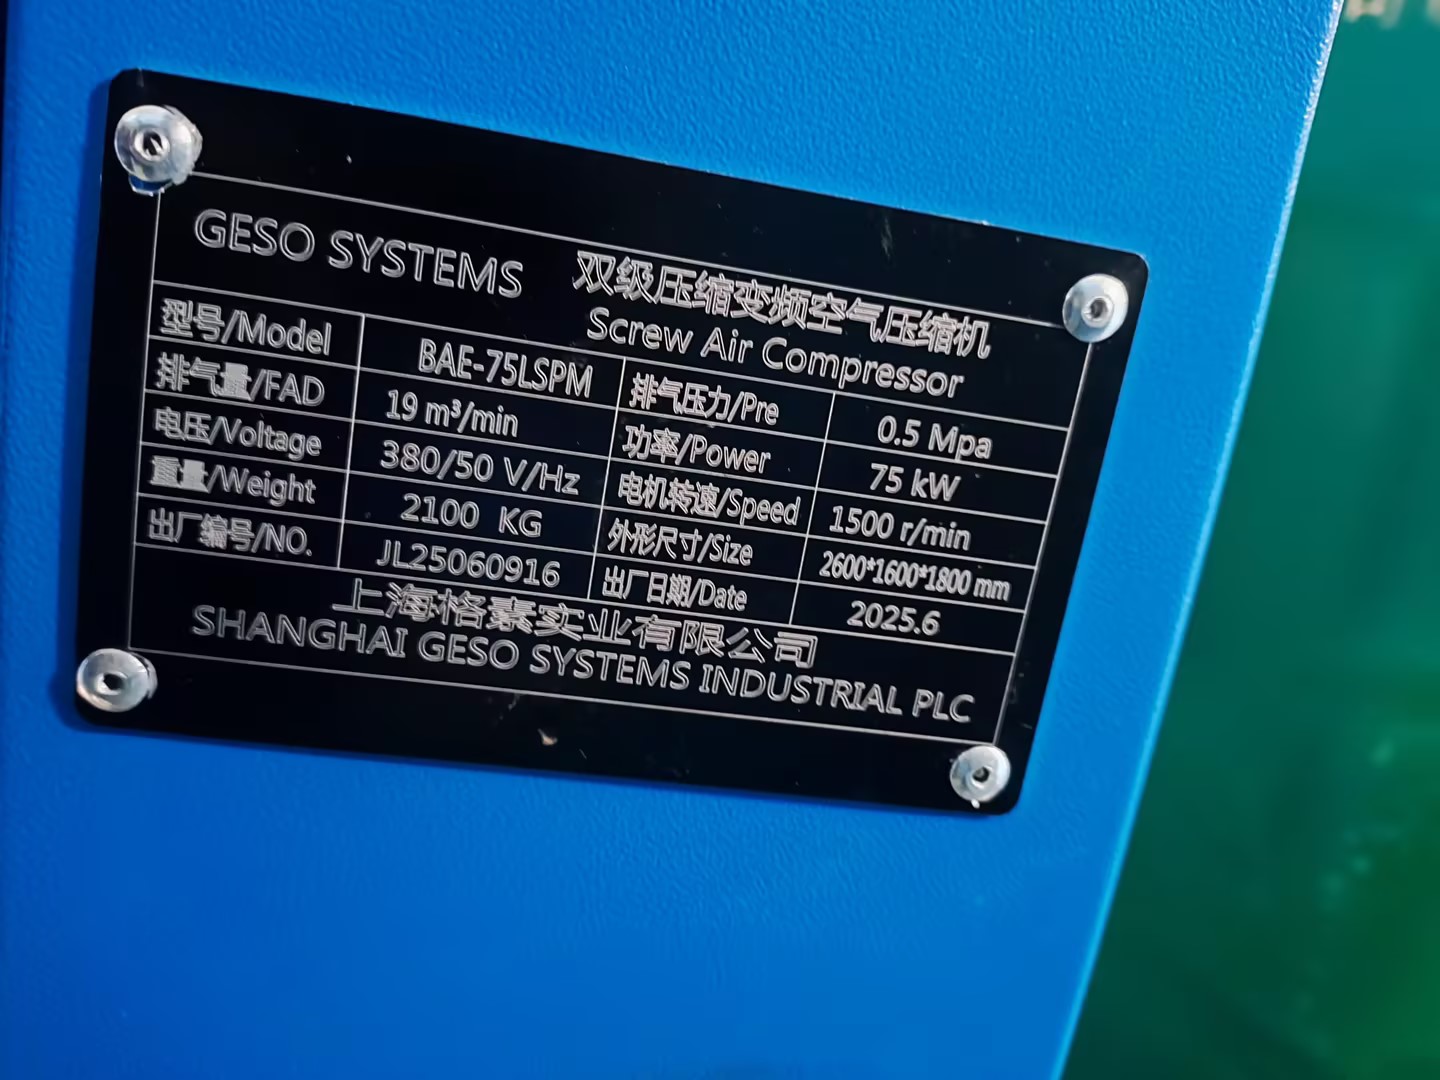 GESO SYSTEMS 双级压缩变频空气压缩机
Screw Air Compressor
型号/Model BAE-75LSPM 排气压力/Pre 0.5 Mpa
排气量/FAD 19 m³/min 功率/Power 75 kW
电压/Voltage 380/50 V/Hz 电机转速/Speed 1500 r/min
重量/Weight 2100 KG 外形尺寸/Size 2600*1600*1800 mm
出厂编号/NO. JL25060916 出厂日期/Date 2025.6
上海格素实业有限公司
SHANGHAI GESO SYSTEMS INDUSTRIAL PLC